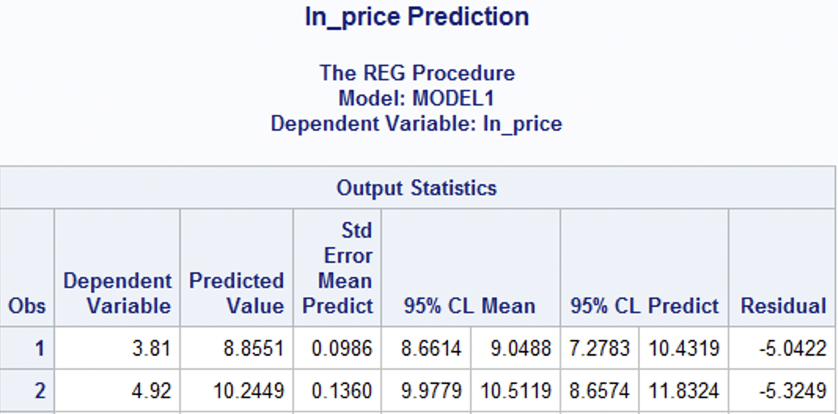 ln_price Prediction
The REG Procedure
Model: MODEL1
Dependent Variable: ln_price
Output Statistics
Obs Dependent Variable Predicted Value Std Error Mean Predict 95% CL Mean 95% CL Predict Residual
1 3.81 8.8551 0.0986 8.6614 9.0488 7.2783 10.4319 -5.0422
2 4.92 10.2449 0.1360 9.9779 10.5119 8.6574 11.8324 -5.3249